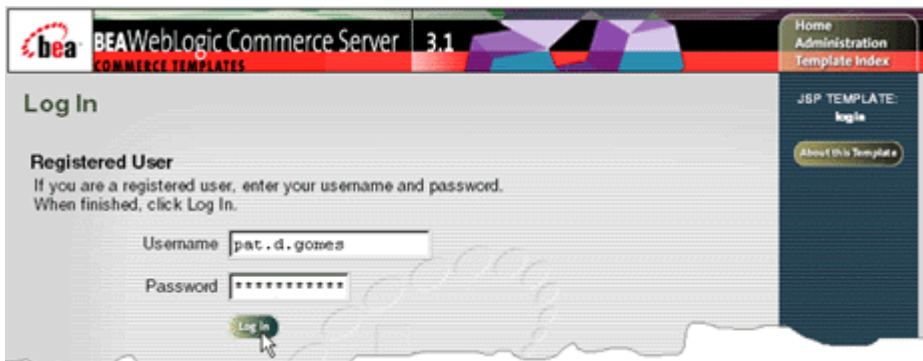 bea
BEA WebLogic Commerce Server 3.1
COMMERCE TEMPLATES
Home
Administration
Template Index
Log In
JSP TEMPLATE:
login
About this Template
Registered User
If you are a registered user, enter your username and password.
When finished, click Log In.
Username pat.d.gomes
Password ***********
Log In